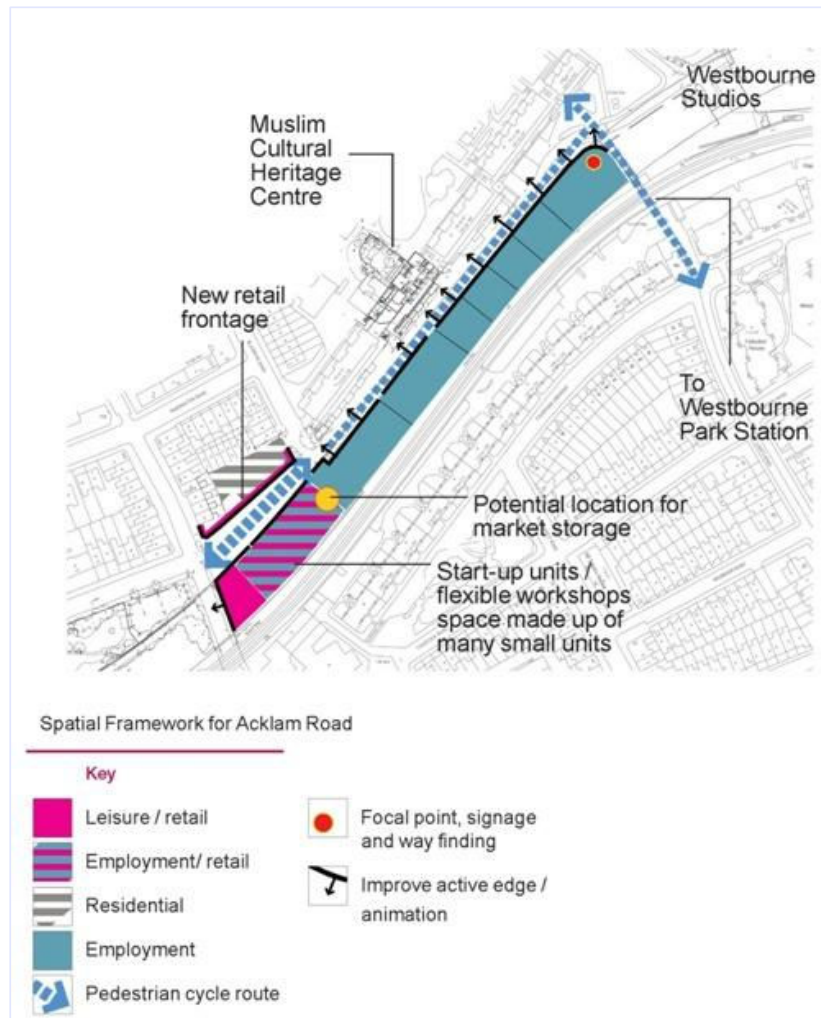 Westbourne
Studios
Muslim
Cultural
Heritage
Centre
New retail
frontage
To
Westbourne
Park Station
Potential location for
market storage
Start-up units /
flexible workshops
space made up of
many small units
Spatial Framework for Acklam Road
Key
Leisure / retail
Employment/ retail
Residential
Employment
Pedestrian cycle route
Focal point, signage
and way finding
Improve active edge /
animation